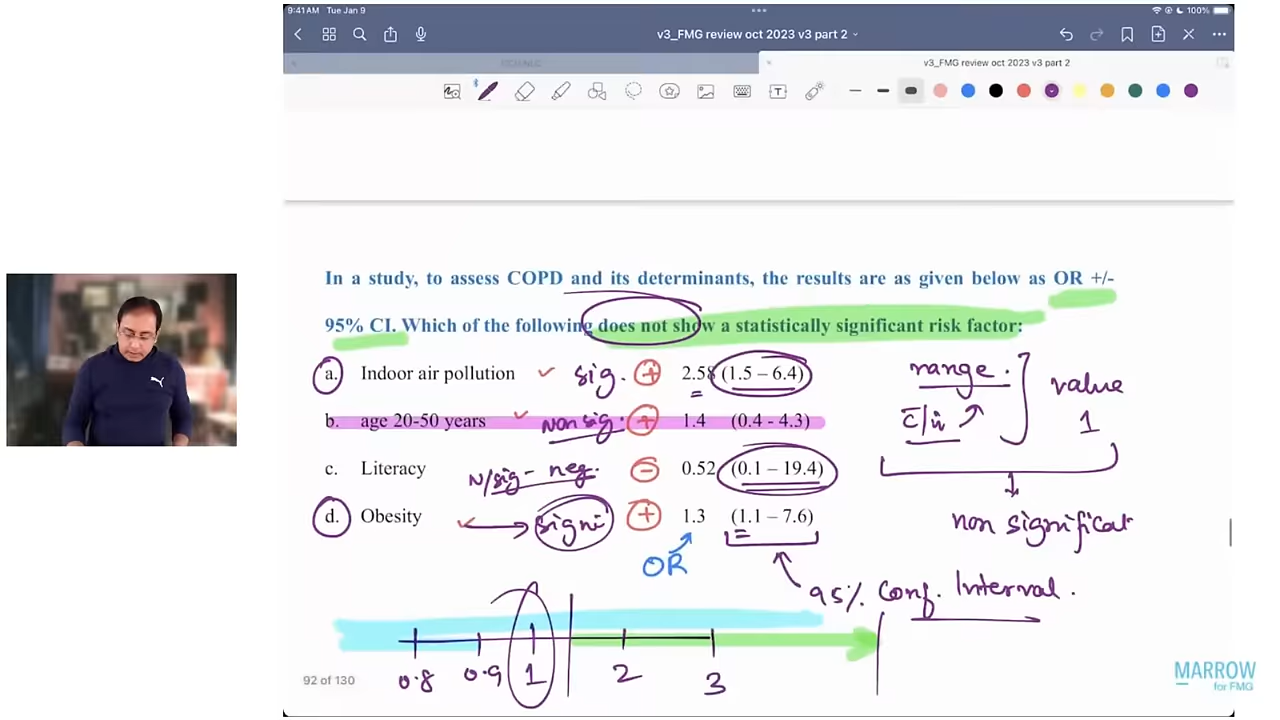 9:41 AM Tue Jan 9
100%
v3_FMG review oct 2023 v3 part 2
v3_FMG review oct 2023 v3 part 2
In a study, to assess COPD and its determinants, the results are as given below as OR +/-
95% CI. Which of the following does not show a statistically significant risk factor:
a. Indoor air pollution sig. + 2.58 (1.5 – 6.4)
range.
value
b. age 20-50 years Non sig. + 1.4 (0.4 - 4.3)
1
c. Literacy N/sig - neg. − 0.52 (0.1 – 19.4)
d. Obesity signi + 1.3 (1.1 – 7.6)
non significat
OR
95% Conf. Interval.
0.8 0.9 1 2 3
92 of 130
MARROW
for FMG